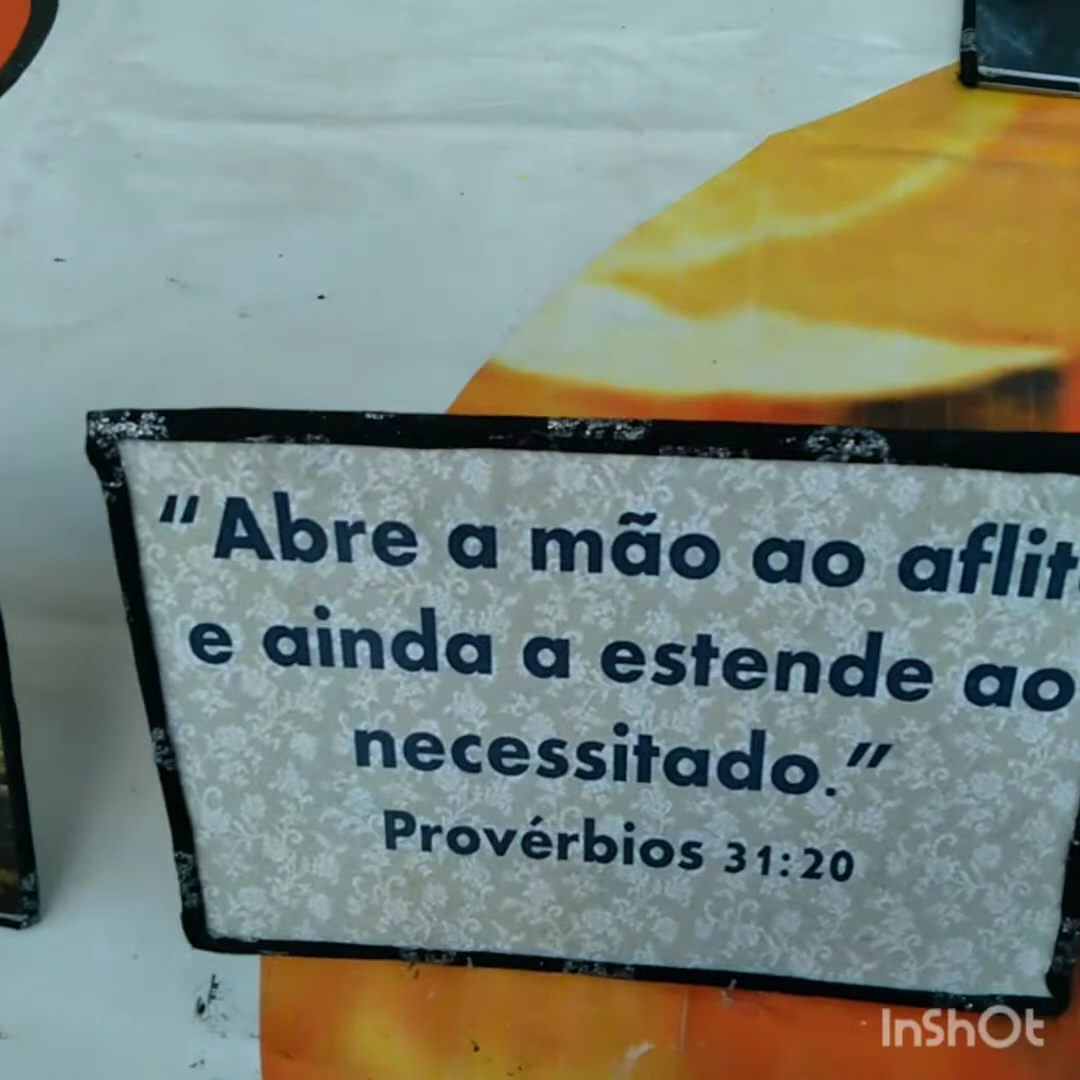 “Abre a mão ao aflit
e ainda a estende ao
necessitado.”
Provérbios 31:20
InShOt